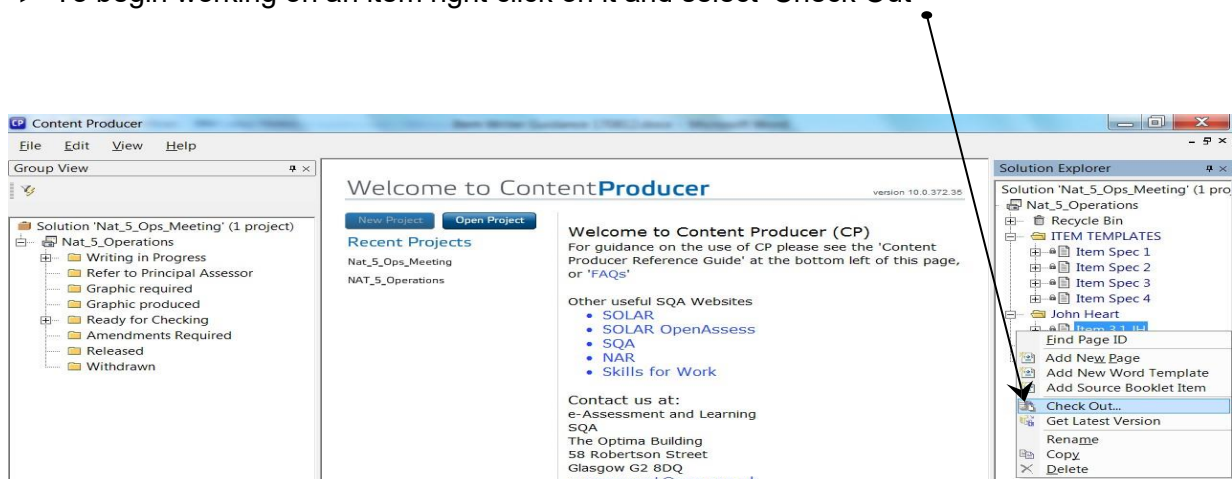 To begin working on an item right click on it and select 'Check Out'
Content Producer
File Edit View Help
Group View
Solution 'Nat_5_Ops_Meeting' (1 project)
Nat_5_Operations
Writing in Progress
Refer to Principal Assessor
Graphic required
Graphic produced
Ready for Checking
Amendments Required
Released
Withdrawn
Welcome to ContentProducer
version 10.0.372.35
New Project Open Project
Recent Projects
Nat_5_Ops_Meeting
NAT_5_Operations
Welcome to Content Producer (CP)
For guidance on the use of CP please see the 'Content
Producer Reference Guide' at the bottom left of this page,
or 'FAQs'
Other useful SQA Websites
SOLAR
SOLAR OpenAssess
SQA
NAR
Skills for Work
Contact us at:
e-Assessment and Learning
SQA
The Optima Building
58 Robertson Street
Glasgow G2 8DQ
Solution Explorer
Solution 'Nat_5_Ops_Meeting' (1 pro
Nat_5_Operations
Recycle Bin
ITEM TEMPLATES
Item Spec 1
Item Spec 2
Item Spec 3
Item Spec 4
John Heart
Item 3.1 JH
Find Page ID
Add New Page
Add New Word Template
Add Source Booklet Item
Check Out...
Get Latest Version
Rename
Copy
Delete